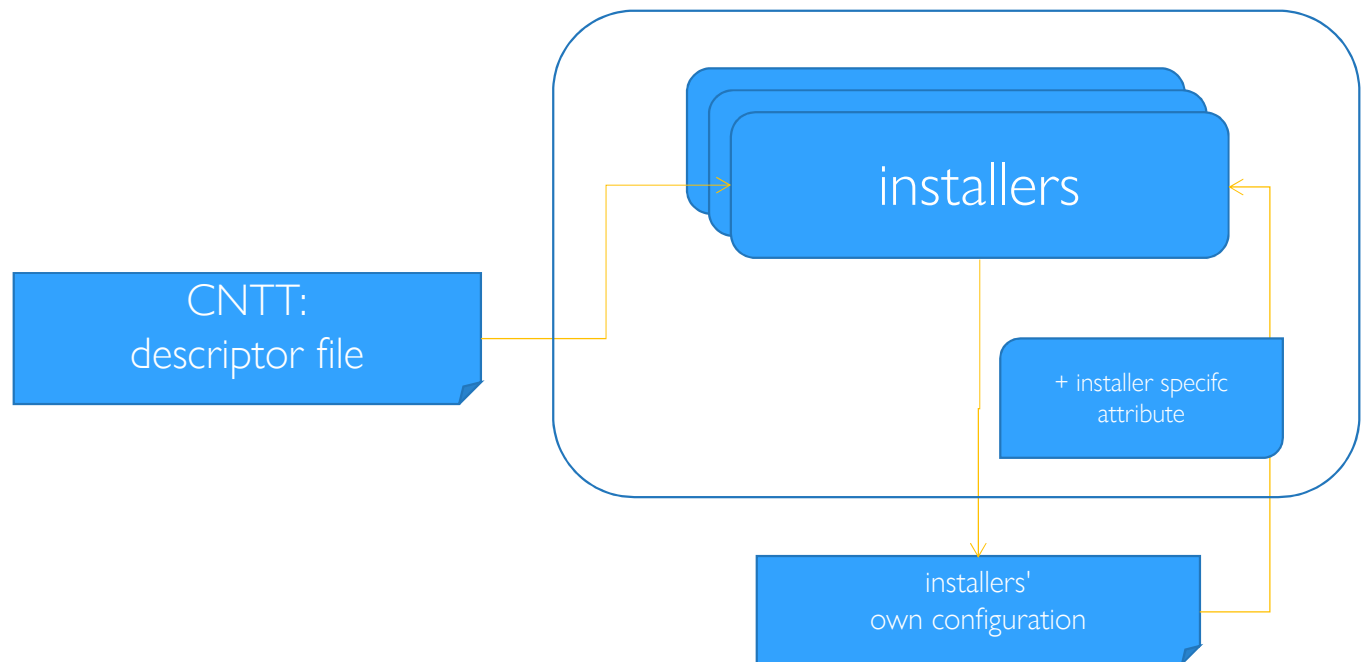 installers
CNTT:
descriptor file
+ installer specifc
attribute
installers'
own configuration